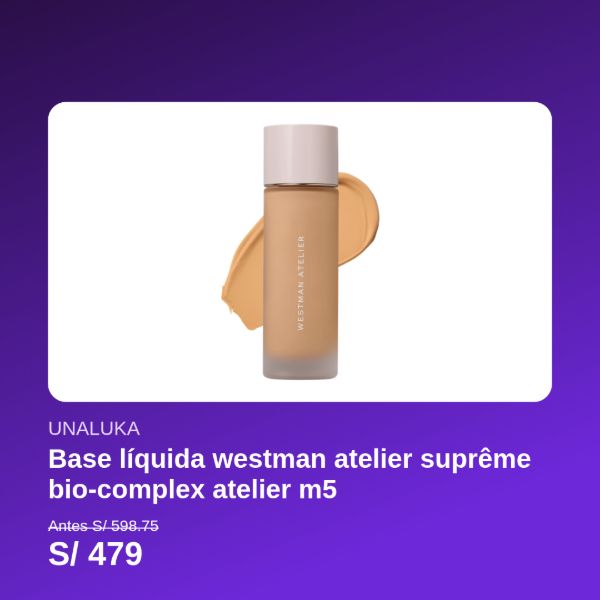 WESTMAN ATELIER
UNALUKA
Base líquida westman atelier suprême
bio-complex atelier m5
Antes S/ 598.75
S/ 479